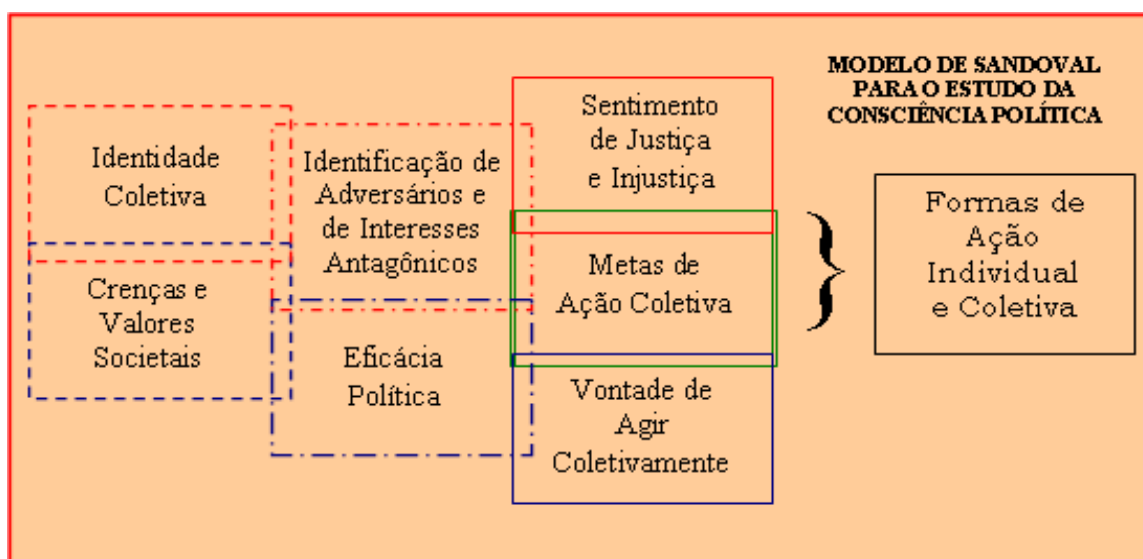 MODELO DE SANDOVAL
PARA O ESTUDO DA
CONSCIÊNCIA POLÍTICA
Identidade
Coletiva
Crenças e
Valores
Societais
Identificação de
Adversários e
de Interesses
Antagônicos
Eficácia
Política
Sentimento
de Justiça
e Injustiça
Metas de
Ação Coletiva
Vontade de
Agir
Coletivamente
}
Formas de
Ação
Individual
e Coletiva